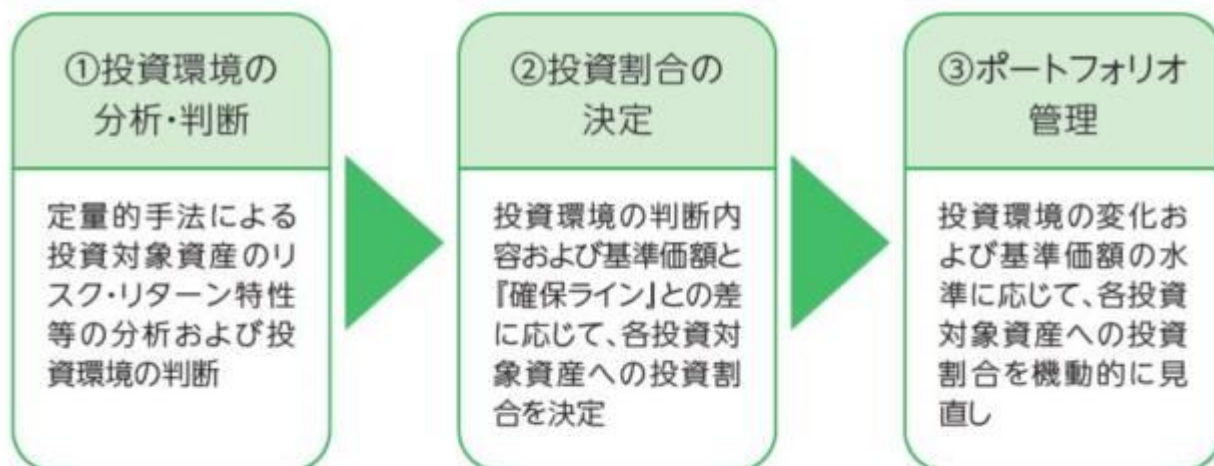 ①投資環境の
分析・判断
定量的手法による
投資対象資産のリ
スク・リターン特性
等の分析および投
資環境の判断
②投資割合の
決定
投資環境の判断内
容および基準価額と
『確保ライン』との差
に応じて、各投資対
象資産への投資割
合を決定
③ポートフォリオ
管理
投資環境の変化お
よび基準価額の水
準に応じて、各投資
対象資産への投資
割合を機動的に見
直し